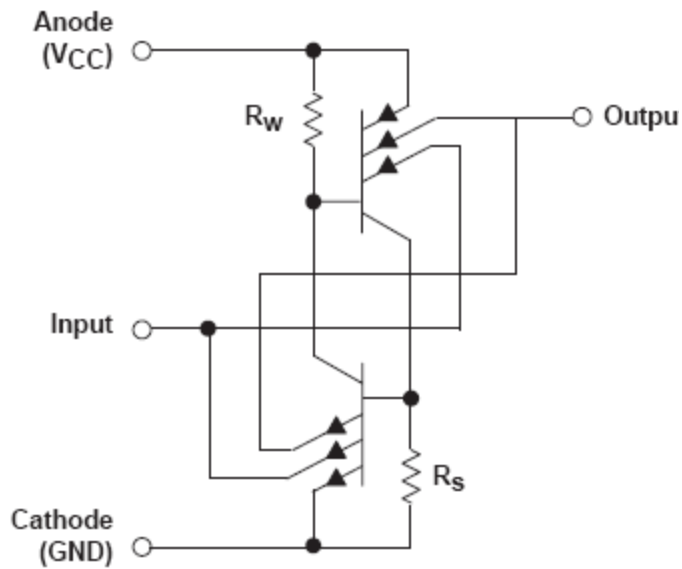 Anode
(VCC)
RW
Outpu
Input
RS
Cathode
(GND)